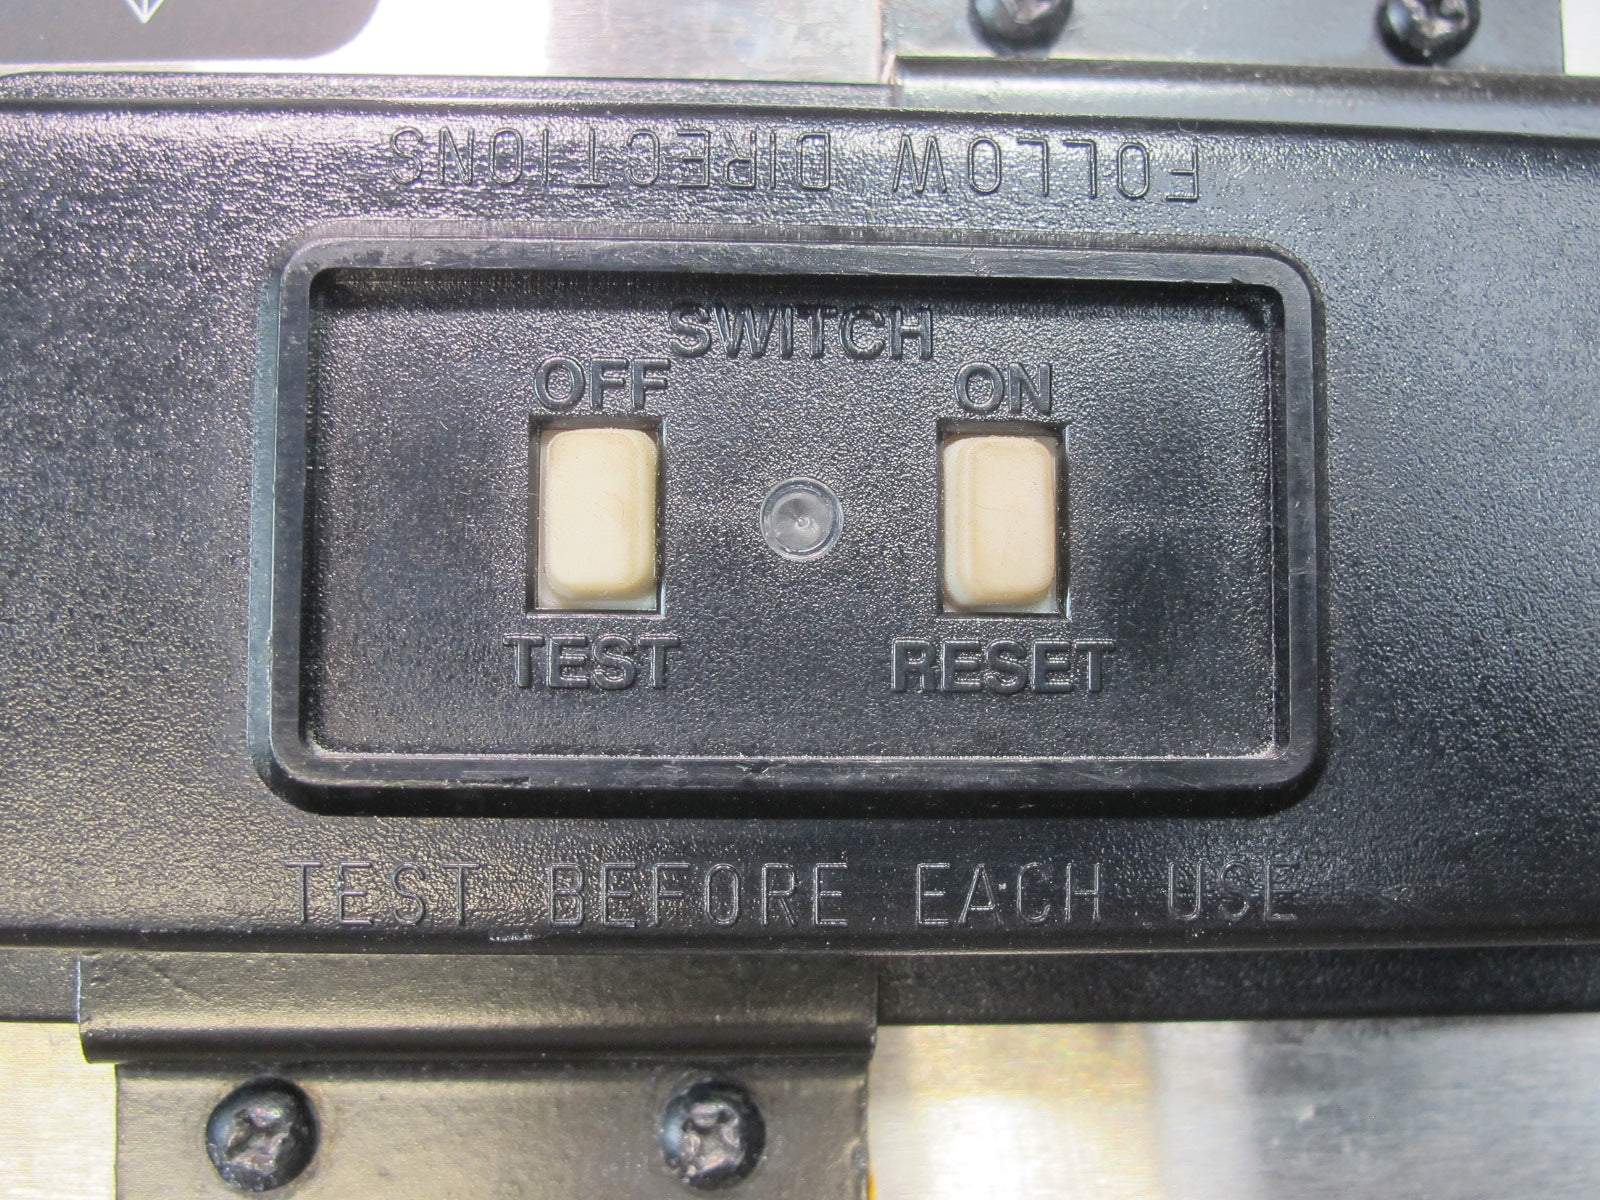 FOLLOW DIRECTIONS
SWITCH
OFF ON
TEST RESET
TEST BEFORE EACH USE